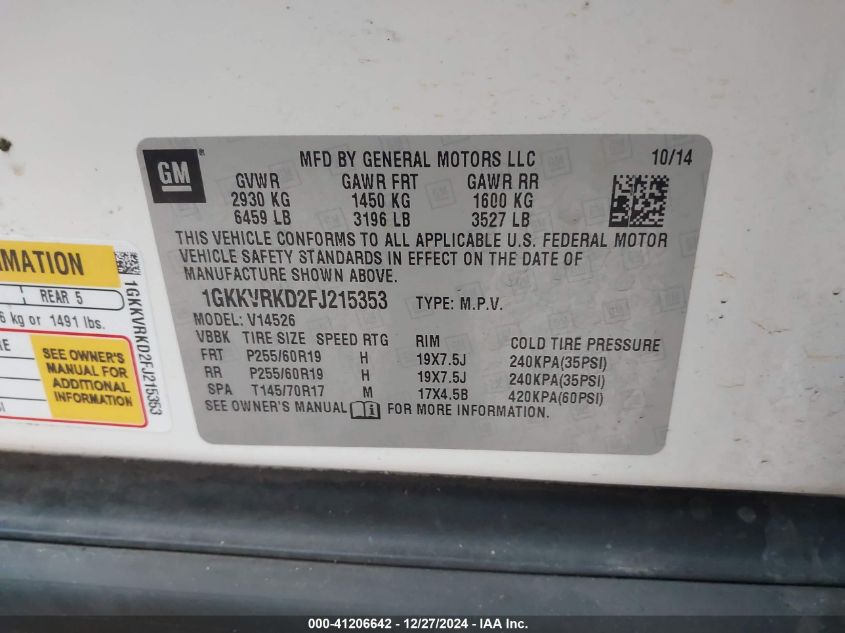 GM
MFD BY GENERAL MOTORS LLC 10/14
GVWR GAWR FRT GAWR RR
2930 KG 1450 KG 1600 KG
6459 LB 3196 LB 3527 LB
THIS VEHICLE CONFORMS TO ALL APPLICABLE U.S. FEDERAL MOTOR
VEHICLE SAFETY STANDARDS IN EFFECT ON THE DATE OF
MANUFACTURE SHOWN ABOVE.
1GKKVRKD2FJ215353 TYPE: M.P.V.
MODEL: V14526
VBBK TIRE SIZE SPEED RTG RIM COLD TIRE PRESSURE
FRT P255/60R19 H 19X7.5J 240KPA(35PSI)
RR P255/60R19 H 19X7.5J 240KPA(35PSI)
SPA T145/70R17 M 17X4.5B 420KPA(60PSI)
SEE OWNER'S MANUAL FOR MORE INFORMATION.
RMATION
REAR 5
6 kg or 1491 lbs.
SEE OWNER'S
MANUAL FOR
ADDITIONAL
INFORMATION
1GKKVRKD2FJ215353
000-41206642 / 12/27/2024 - IAA Inc.